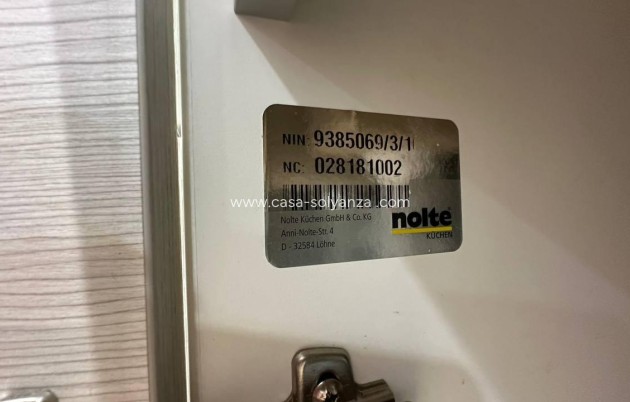 NIN: 9385069/3/1
NC: 028181002
www.casa-solyanza.com
Nolte Küchen GmbH & Co. KG
Anni-Nolte-Str. 4
D - 32584 Löhne
nolte
KÜCHEN